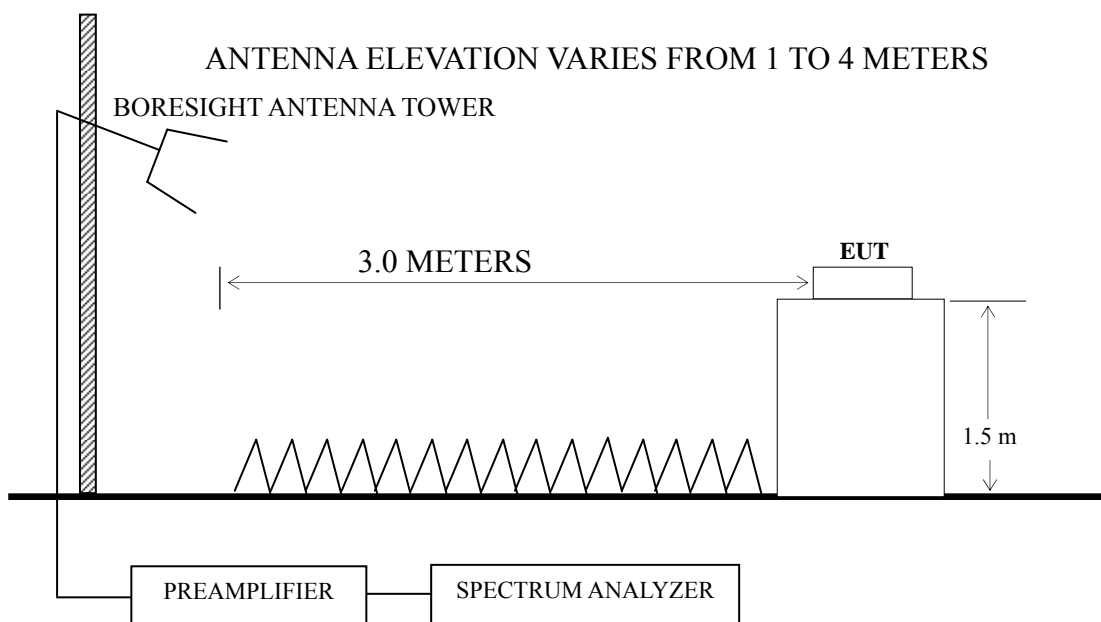 ANTENNA ELEVATION VARIES FROM 1 TO 4 METERS
BORESIGHT ANTENNA TOWER
3.0 METERS
EUT
1.5 m
PREAMPLIFIER
SPECTRUM ANALYZER